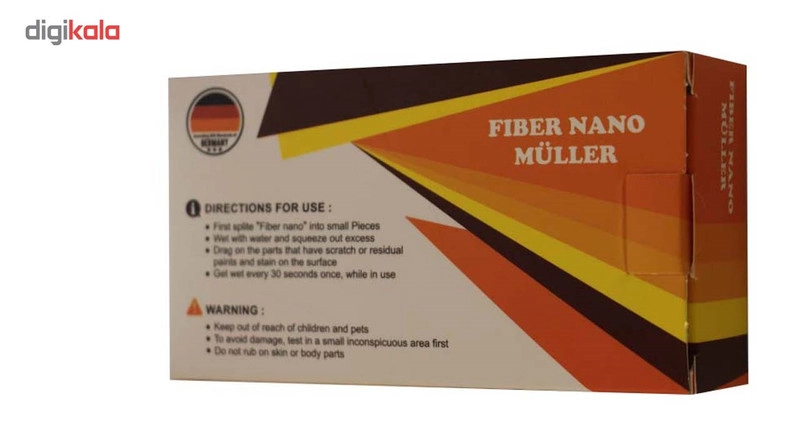 digikala
FIBER NANO
MÜLLER
GERMANY
DIRECTIONS FOR USE :
• First splite "Fiber nano" into small Pieces
• Wet with water and squeeze out excess
• Drag on the parts that have scratch or residual
paints and stain on the surface
• Get wet every 30 seconds once, while in use
WARNING :
• Keep out of reach of children and pets
• To avoid damage, test in a small inconspicuous area first
• Do not rub on skin or body parts
FIBER NANO
MÜLLER